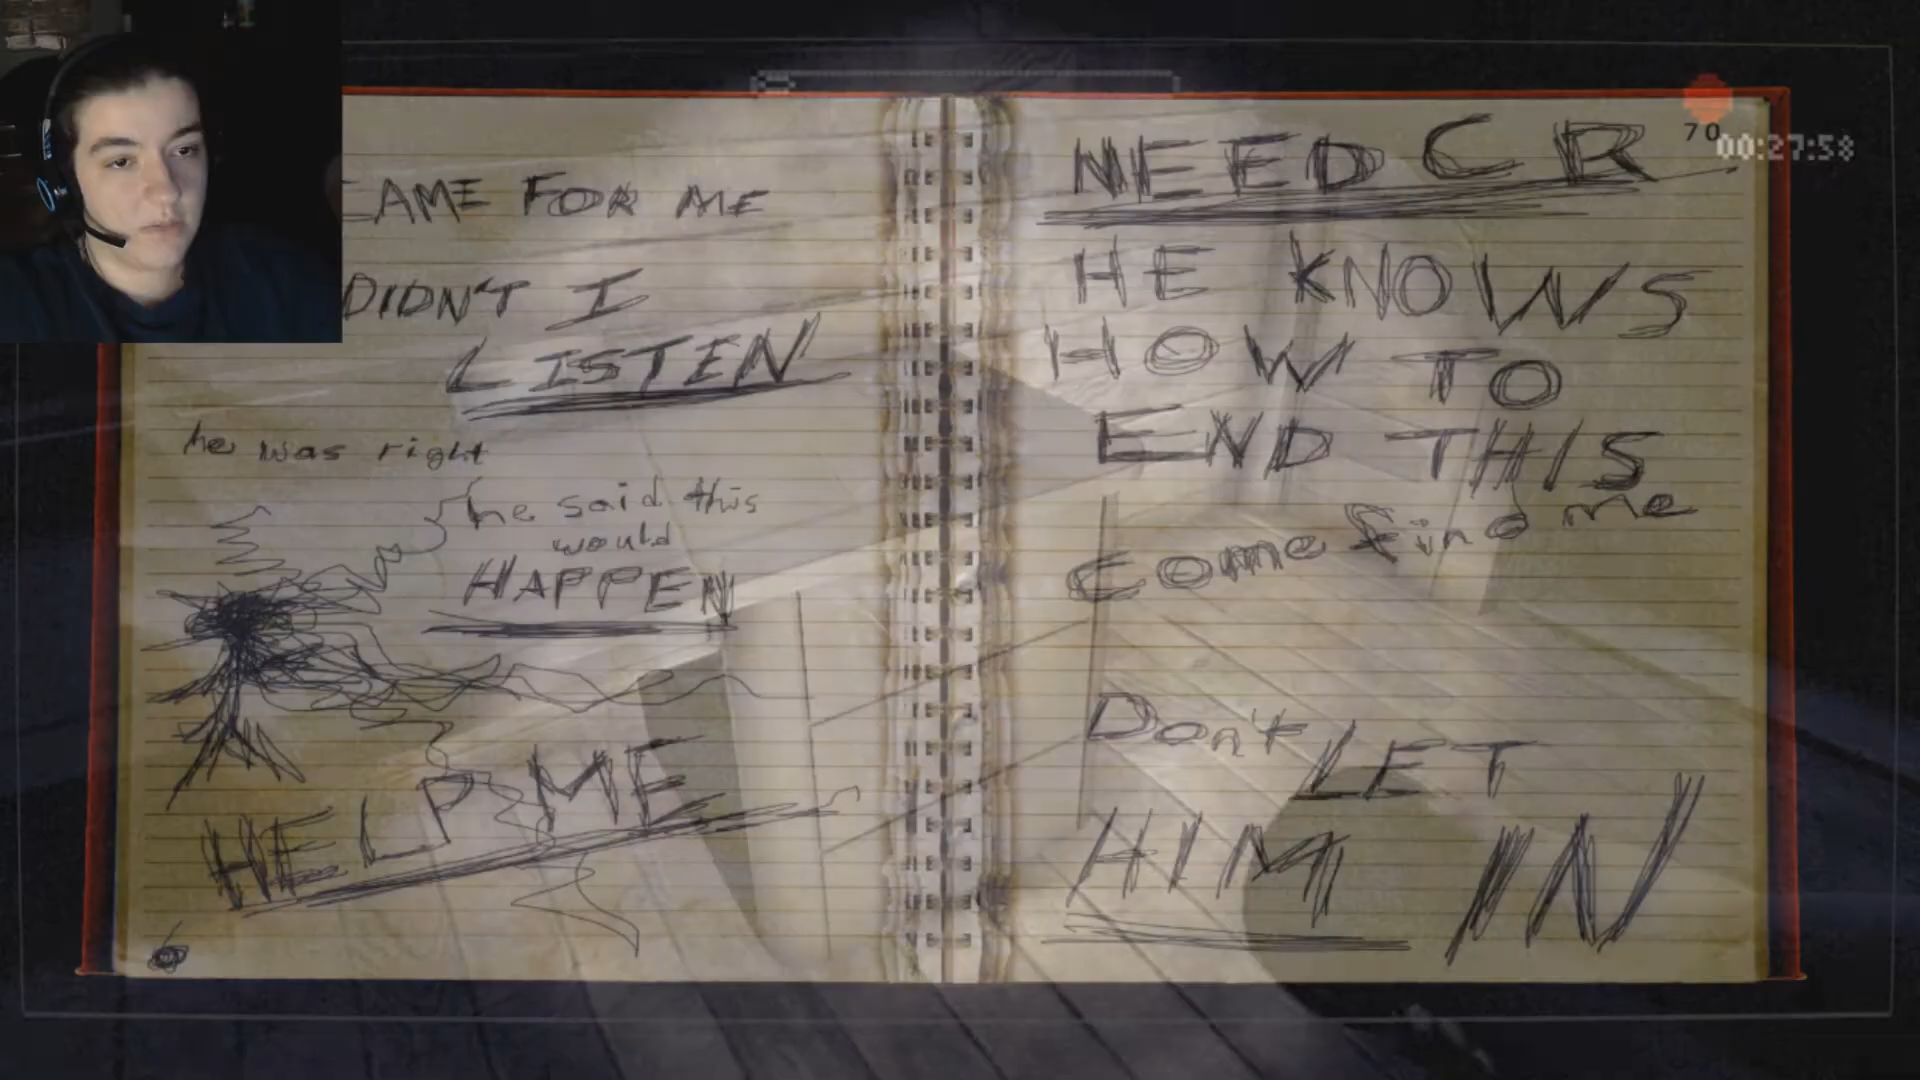 CAME FOR ME
DIDN'T I
LISTEN
he was right
he said this
would
HAPPEN
HELP ME
NEED CR
HE KNOWS
HOW TO
END THIS
come find me
Don't LET
HIM IN
70
00:27:58